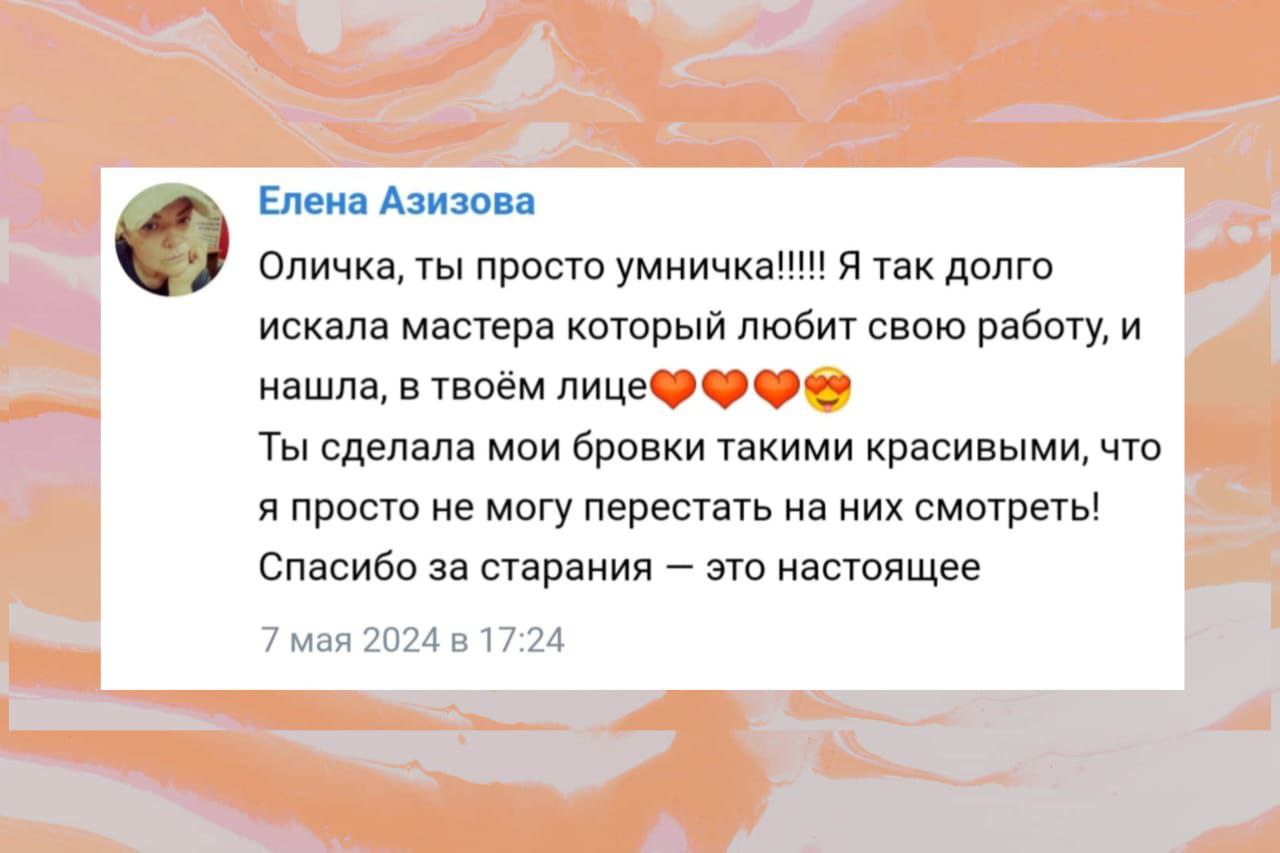 Елена Азизова
Оличка, ты просто умничка!!!!! Я так долго
искала мастера который любит свою работу, и
нашла, в твоём лице❤❤❤😍
Ты сделала мои бровки такими красивыми, что
я просто не могу перестать на них смотреть!
Спасибо за старания — это настоящее
7 мая 2024 в 17:24